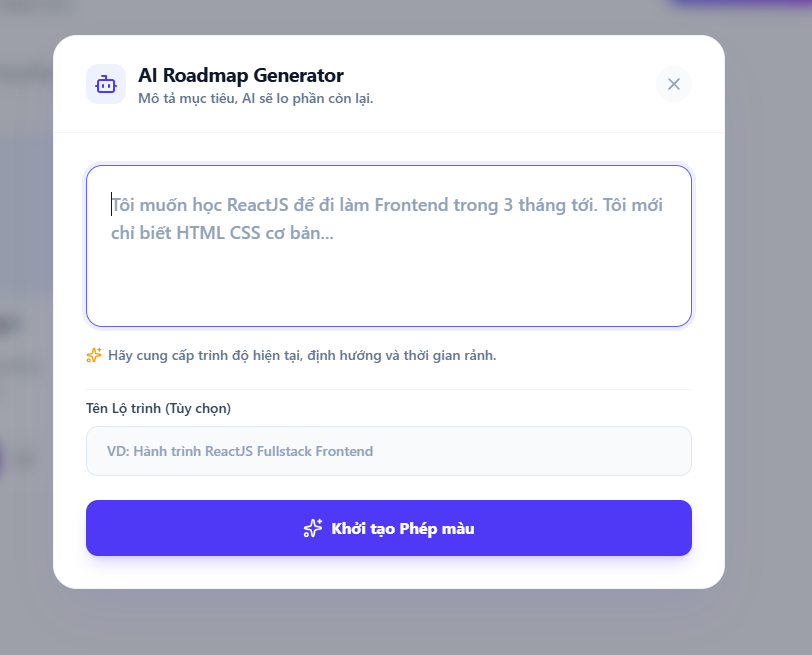 AI Roadmap Generator
Mô tả mục tiêu, AI sẽ lo phần còn lại.
Tôi muốn học ReactJS để đi làm Frontend trong 3 tháng tới. Tôi mới
chỉ biết HTML CSS cơ bản...
Hãy cung cấp trình độ hiện tại, định hướng và thời gian rảnh.
Tên Lộ trình (Tùy chọn)
VD: Hành trình ReactJS Fullstack Frontend
Khởi tạo Phép màu